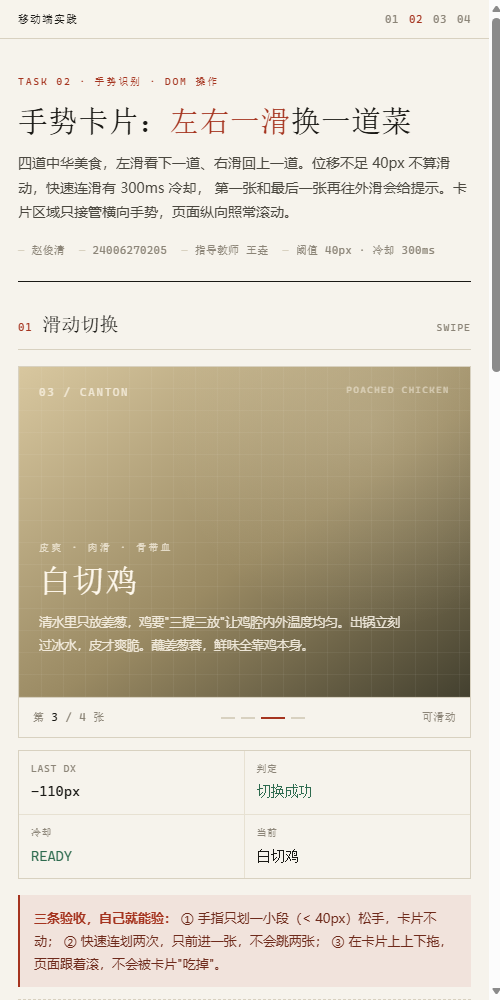 移动端实践
01 02 03 04
TASK 02 · 手势识别 · DOM 操作
手势卡片：左右一滑换一道菜
四道中华美食，左滑看下一道、右滑回上一道。位移不足 40px 不算滑
动，快速连滑有 300ms 冷却， 第一张和最后一张再往外滑会给提示。卡
片区域只接管横向手势，页面纵向照常滚动。
— 赵俊清 — 24006270205 — 指导教师 王尧 — 阈值 40px · 冷却 300ms
01 滑动切换
SWIPE
03 / CANTON
POACHED CHICKEN
皮爽 · 肉滑 · 骨带血
白切鸡
清水里只放姜葱，鸡要"三提三放"让鸡腔内外温度均匀。出锅立刻
过冰水，皮才爽脆。蘸姜葱蓉，鲜味全靠鸡本身。
第 3 / 4 张
可滑动
LAST DX
-110px
判定
切换成功
冷却
READY
当前
白切鸡
三条验收，自己就能验： ① 手指只划一小段（< 40px）松手，卡片不
动； ② 快速连划两次，只前进一张，不会跳两张； ③ 在卡片上上下拖，
页面跟着滚，不会被卡片"吃掉"。